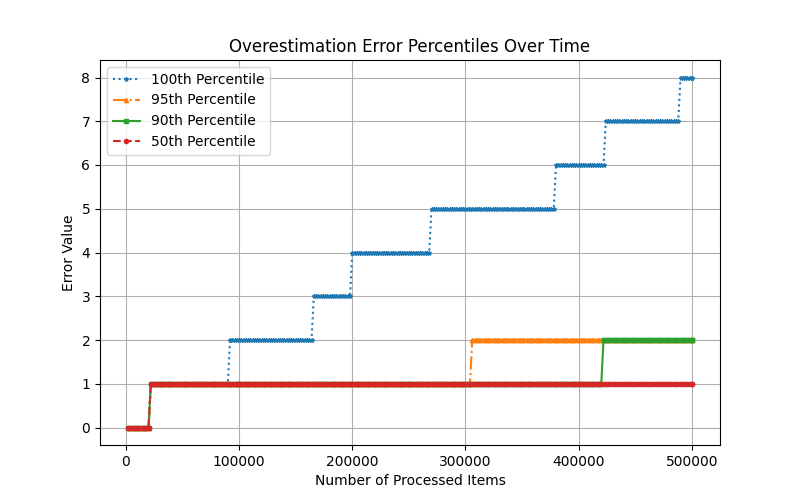 Overestimation Error Percentiles Over Time
100th Percentile
95th Percentile
90th Percentile
50th Percentile
Error Value
8
7
6
5
4
3
2
1
0
0 100000 200000 300000 400000 500000
Number of Processed Items